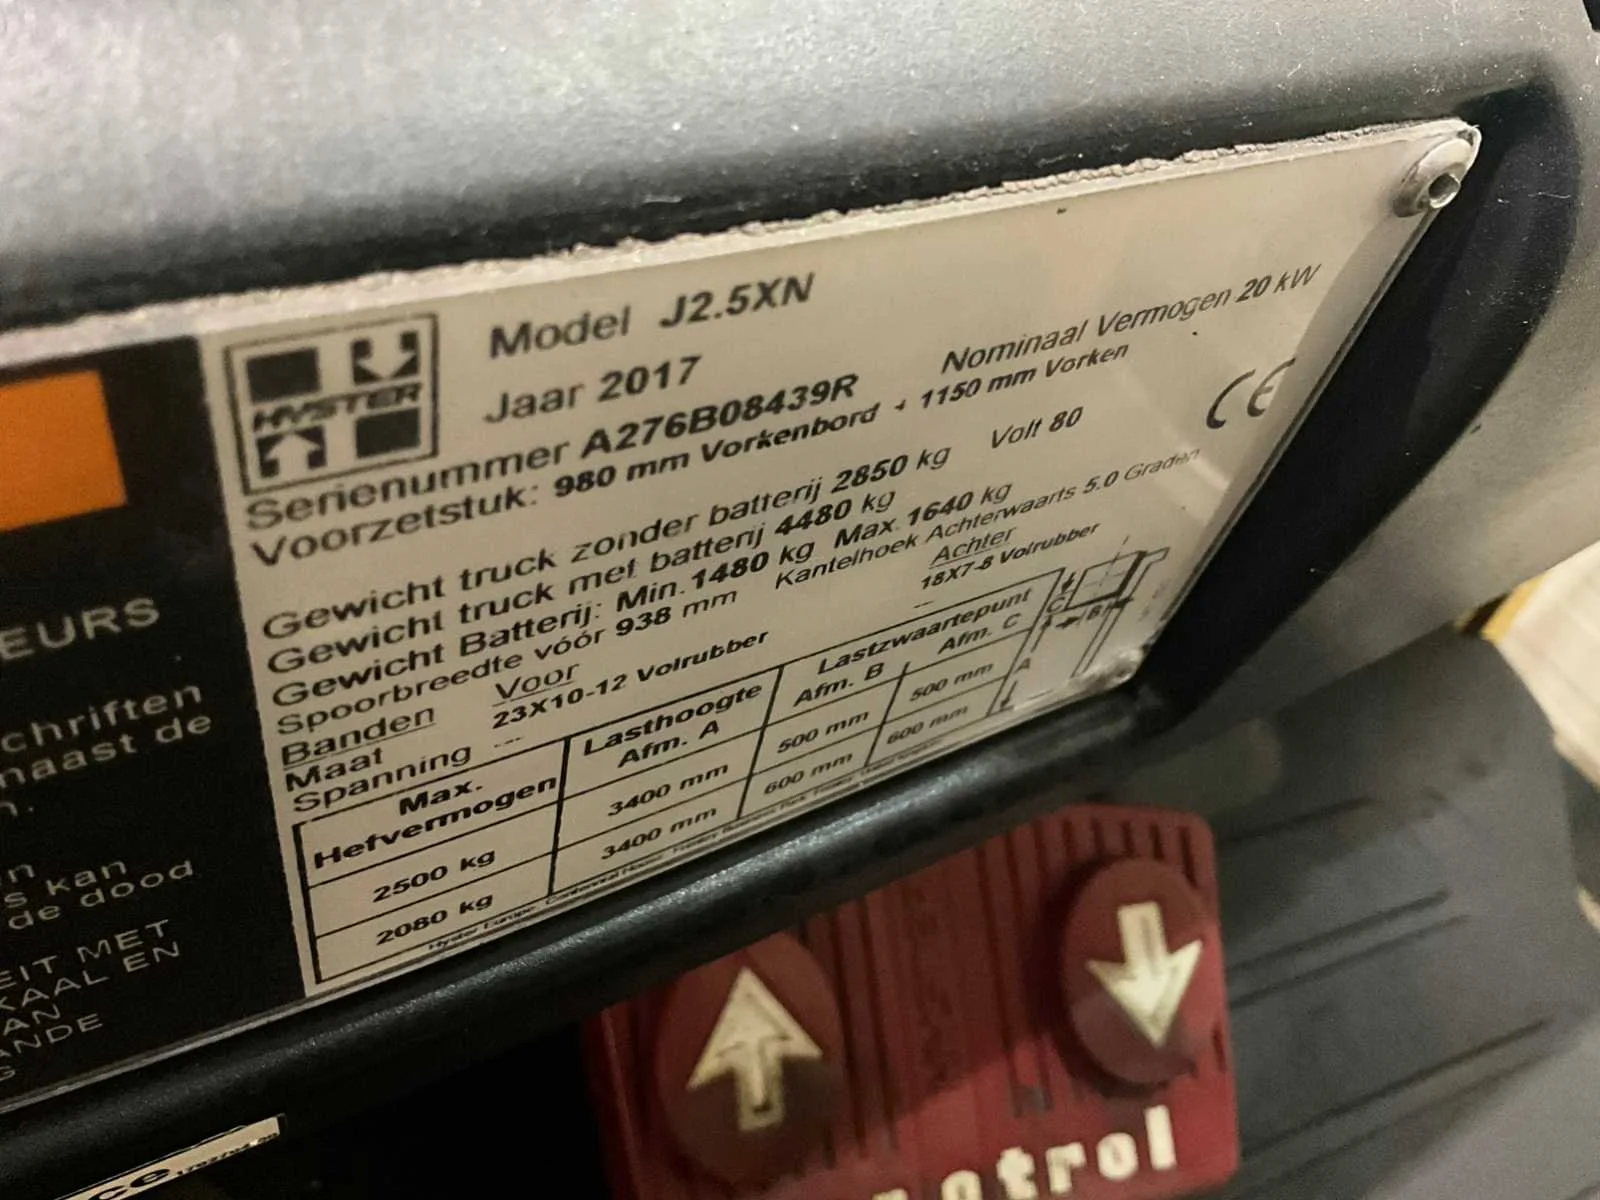 HYSTER
Model J2.5XN
Jaar 2017
Serienummer A276B08439R
Nominaal Vermogen 20 kW
Voorzetstuk: 980 mm Vorkenbord + 1150 mm Vorken
Gewicht truck zonder batterij 2850 kg Volt 80
CE
Gewicht truck met batterij 4480 kg
Gewicht Batterij: Min. 1480 kg Max. 1640 kg
Spoorbreedte vóór 938 mm Kantelhoek Achterwaarts 5.0 Graden
Banden Voor Achter
Maat 23X10-12 Volrubber 18X7-8 Volrubber
Spanning --- ---
Max. Hefvermogen Lasthoogte Afm. A Lastzwaartepunt
Afm. B Afm. C
2500 kg 3400 mm 500 mm 500 mm
2080 kg 3400 mm 600 mm 600 mm
C
B
A
Hyster Europe,
EURS
chriften
naast de
n.
n
s kan
de dood
EIT MET
KAAL EN
AN
ANDE
G
ntrol
ce